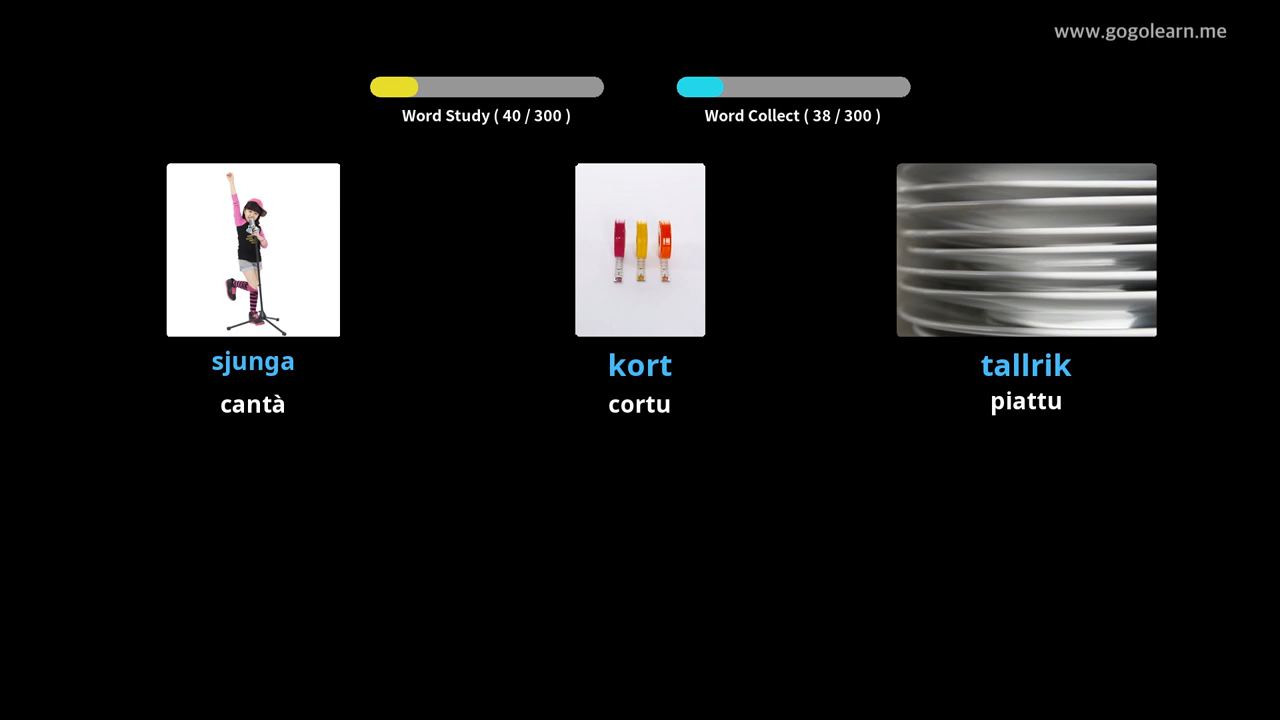 www.gogolearn.me
Word Study ( 40 / 300 )
Word Collect ( 38 / 300 )
sjunga
cantà
kort
cortu
tallrik
piattu